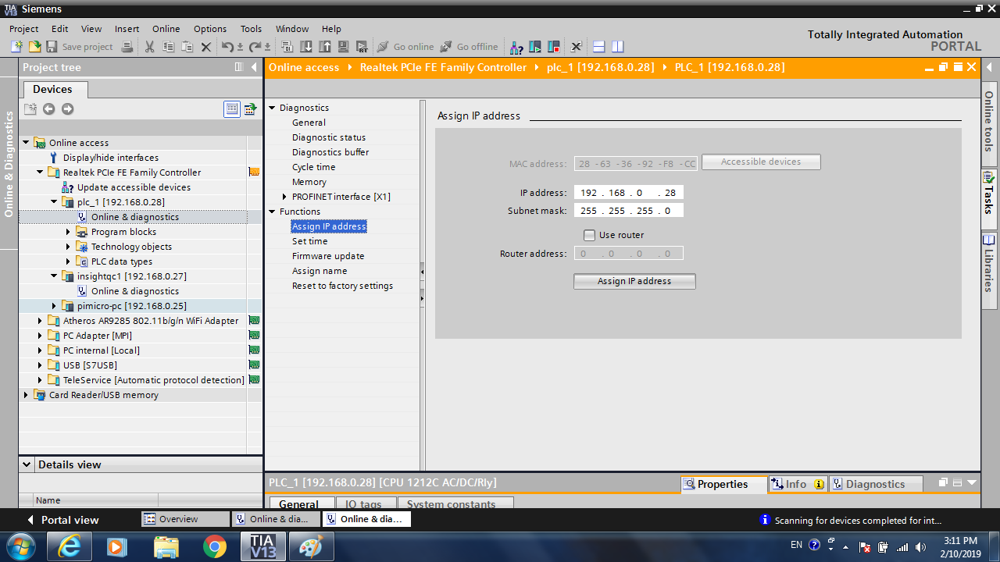 TIA V13 Siemens
Project Edit View Insert Online Options Tools Window Help
Totally Integrated Automation
PORTAL
Save project Go online Go offline
Project tree
Online access Realtek PCIe FE Family Controller plc_1 [192.168.0.28] PLC_1 [192.168.0.28]
Devices
Online & Diagnostics
Online access
Display/hide interfaces
Realtek PCIe FE Family Controller
Update accessible devices
plc_1 [192.168.0.28]
Online & diagnostics
Program blocks
Technology objects
PLC data types
insightqc1 [192.168.0.27]
Online & diagnostics
pimicro-pc [192.168.0.25]
Atheros AR9285 802.11b/g/n WiFi Adapter
PC Adapter [MPI]
PC internal [Local]
USB [S7USB]
TeleService [Automatic protocol detection]
Card Reader/USB memory
Details view
Name
Diagnostics
General
Diagnostic status
Diagnostics buffer
Cycle time
Memory
PROFINET interface [X1]
Functions
Assign IP address
Set time
Firmware update
Assign name
Reset to factory settings
Assign IP address
MAC address: 28 -63 -36 -92 -F8 -CC Accessible devices
IP address: 192 . 168 . 0 . 28
Subnet mask: 255 . 255 . 255 . 0
Use router
Router address: 0 . 0 . 0 . 0
Assign IP address
Online tools
Tasks
Libraries
PLC_1 [192.168.0.28] [CPU 1212C AC/DC/Rly] Properties Info Diagnostics
General IO tags System constants
Portal view Overview Online & dia... Online & dia... Scanning for devices completed for int...
TIA V13
EN
3:11 PM
2/10/2019